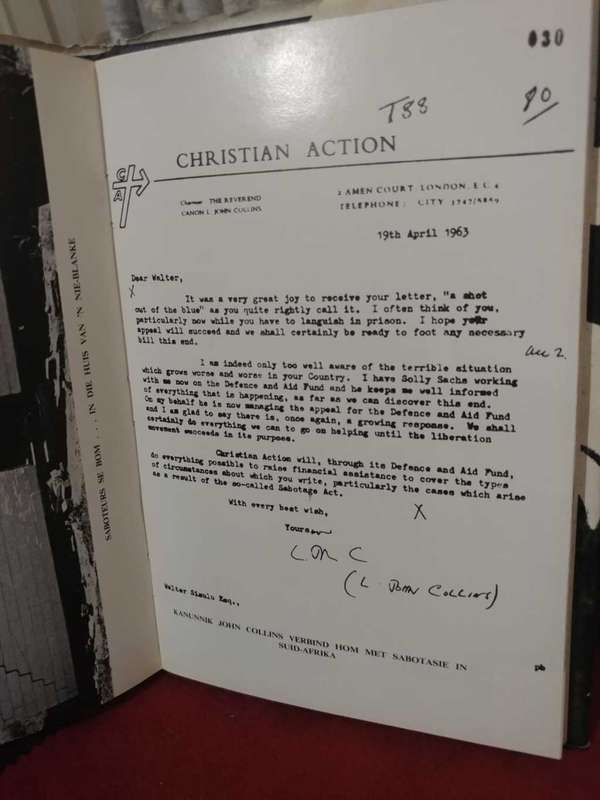 030
T88
90
CHRISTIAN ACTION
CA
Chairman THE REVEREND
CANON L JOHN COLLINS
2 AMEN COURT LONDON. E C 4
TELEPHONE: CITY
19th April 1963
Dear Walter,
X
It was a very great joy to receive your letter, "a shot
out of the blue" as you quite rightly call it. I often think of you,
particularly now while you have to languish in prison. I hope your
appeal will succeed and we shall certainly be ready to foot any necessary
bill this end.
I am indeed only too well aware of the terrible situation
which grows worse and worse in your Country. I have Solly Sachs working
with me now on the Defence and Aid Fund and he keeps me well informed
of everything that is happening, as far as we can discover this end.
On my behalf he is now managing the appeal for the Defence and Aid Fund
and I am glad to say there is, once again, a growing response. We shall
certainly do everything we can to go on helping until the liberation
movement succeeds in its purpose.
Christian Action will, through its Defence and Aid Fund,
do everything possible to raise financial assistance to cover the types
of circumstances about which you write, particularly the cases which arise
as a result of the so-called Sabotage Act.
X
With every best wish,
Yours
(L. JOHN COLLINS)
Walter Sisulu Esq.,
KANUNNIK JOHN COLLINS VERBIND HOM MET SABOTASIE IN
SUID-AFRIKA
pb
SABOTEURS SE BOM . . . IN DIE HUIS VAN 'N NIE-BLANKE